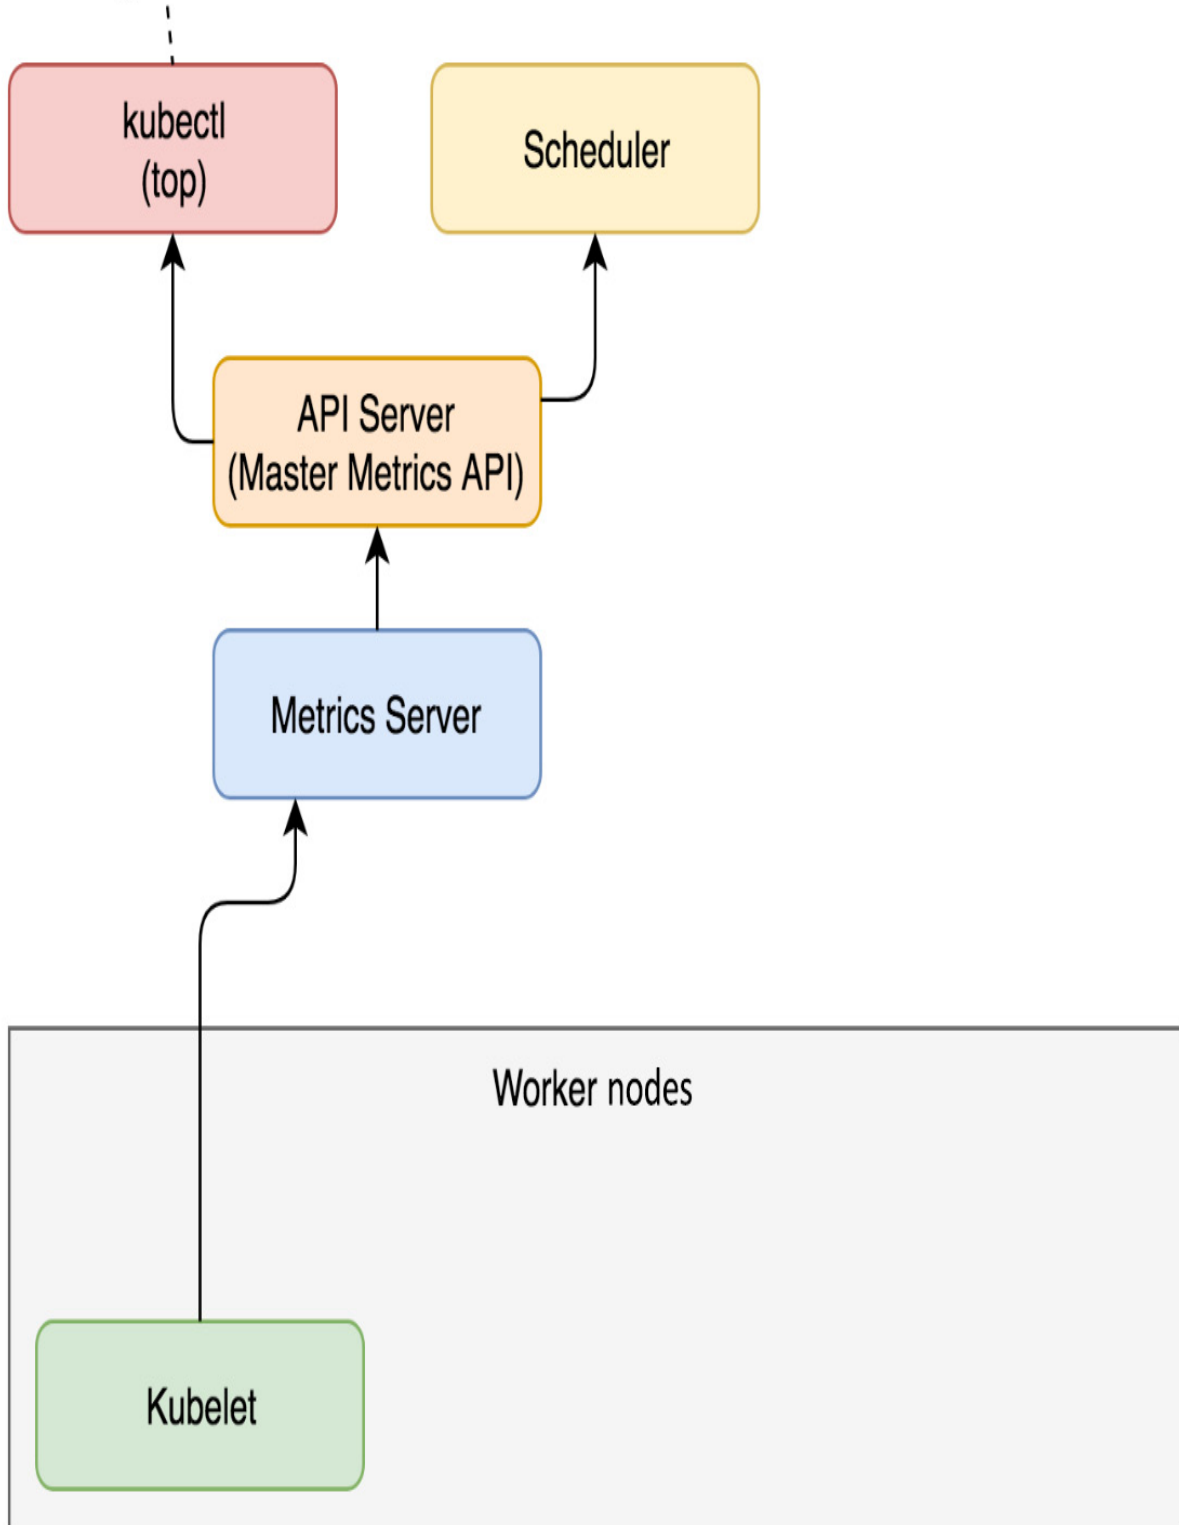 kubectl
(top)
Scheduler
API Server
(Master Metrics API)
Metrics Server
Worker nodes
Kubelet